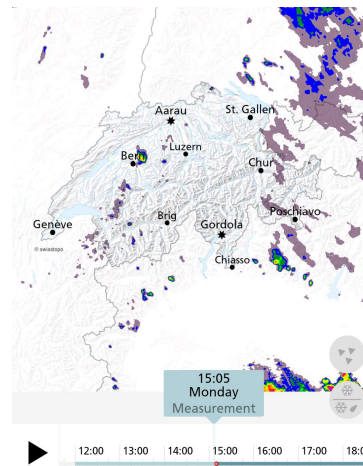 Aarau
St. Gallen
Luzern
Bern
Chur
Brig
Gordola
Poschiavo
Genève
Chiasso
© swisstopo
15:05
Monday
Measurement
12:00 13:00 14:00 15:00 16:00 17:00